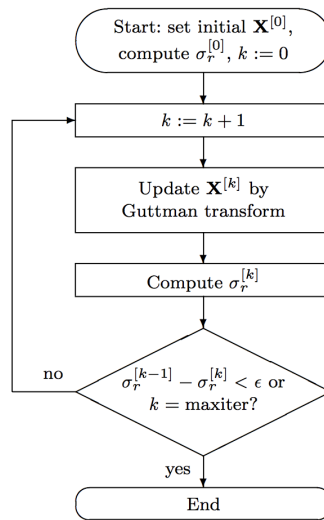 Start: set initial X^[0],
compute σ_r^[0], k := 0
k := k + 1
Update X^[k] by
Guttman transform
Compute σ_r^[k]
σ_r^[k−1] − σ_r^[k] < ϵ or
k = maxiter?
no
yes
End